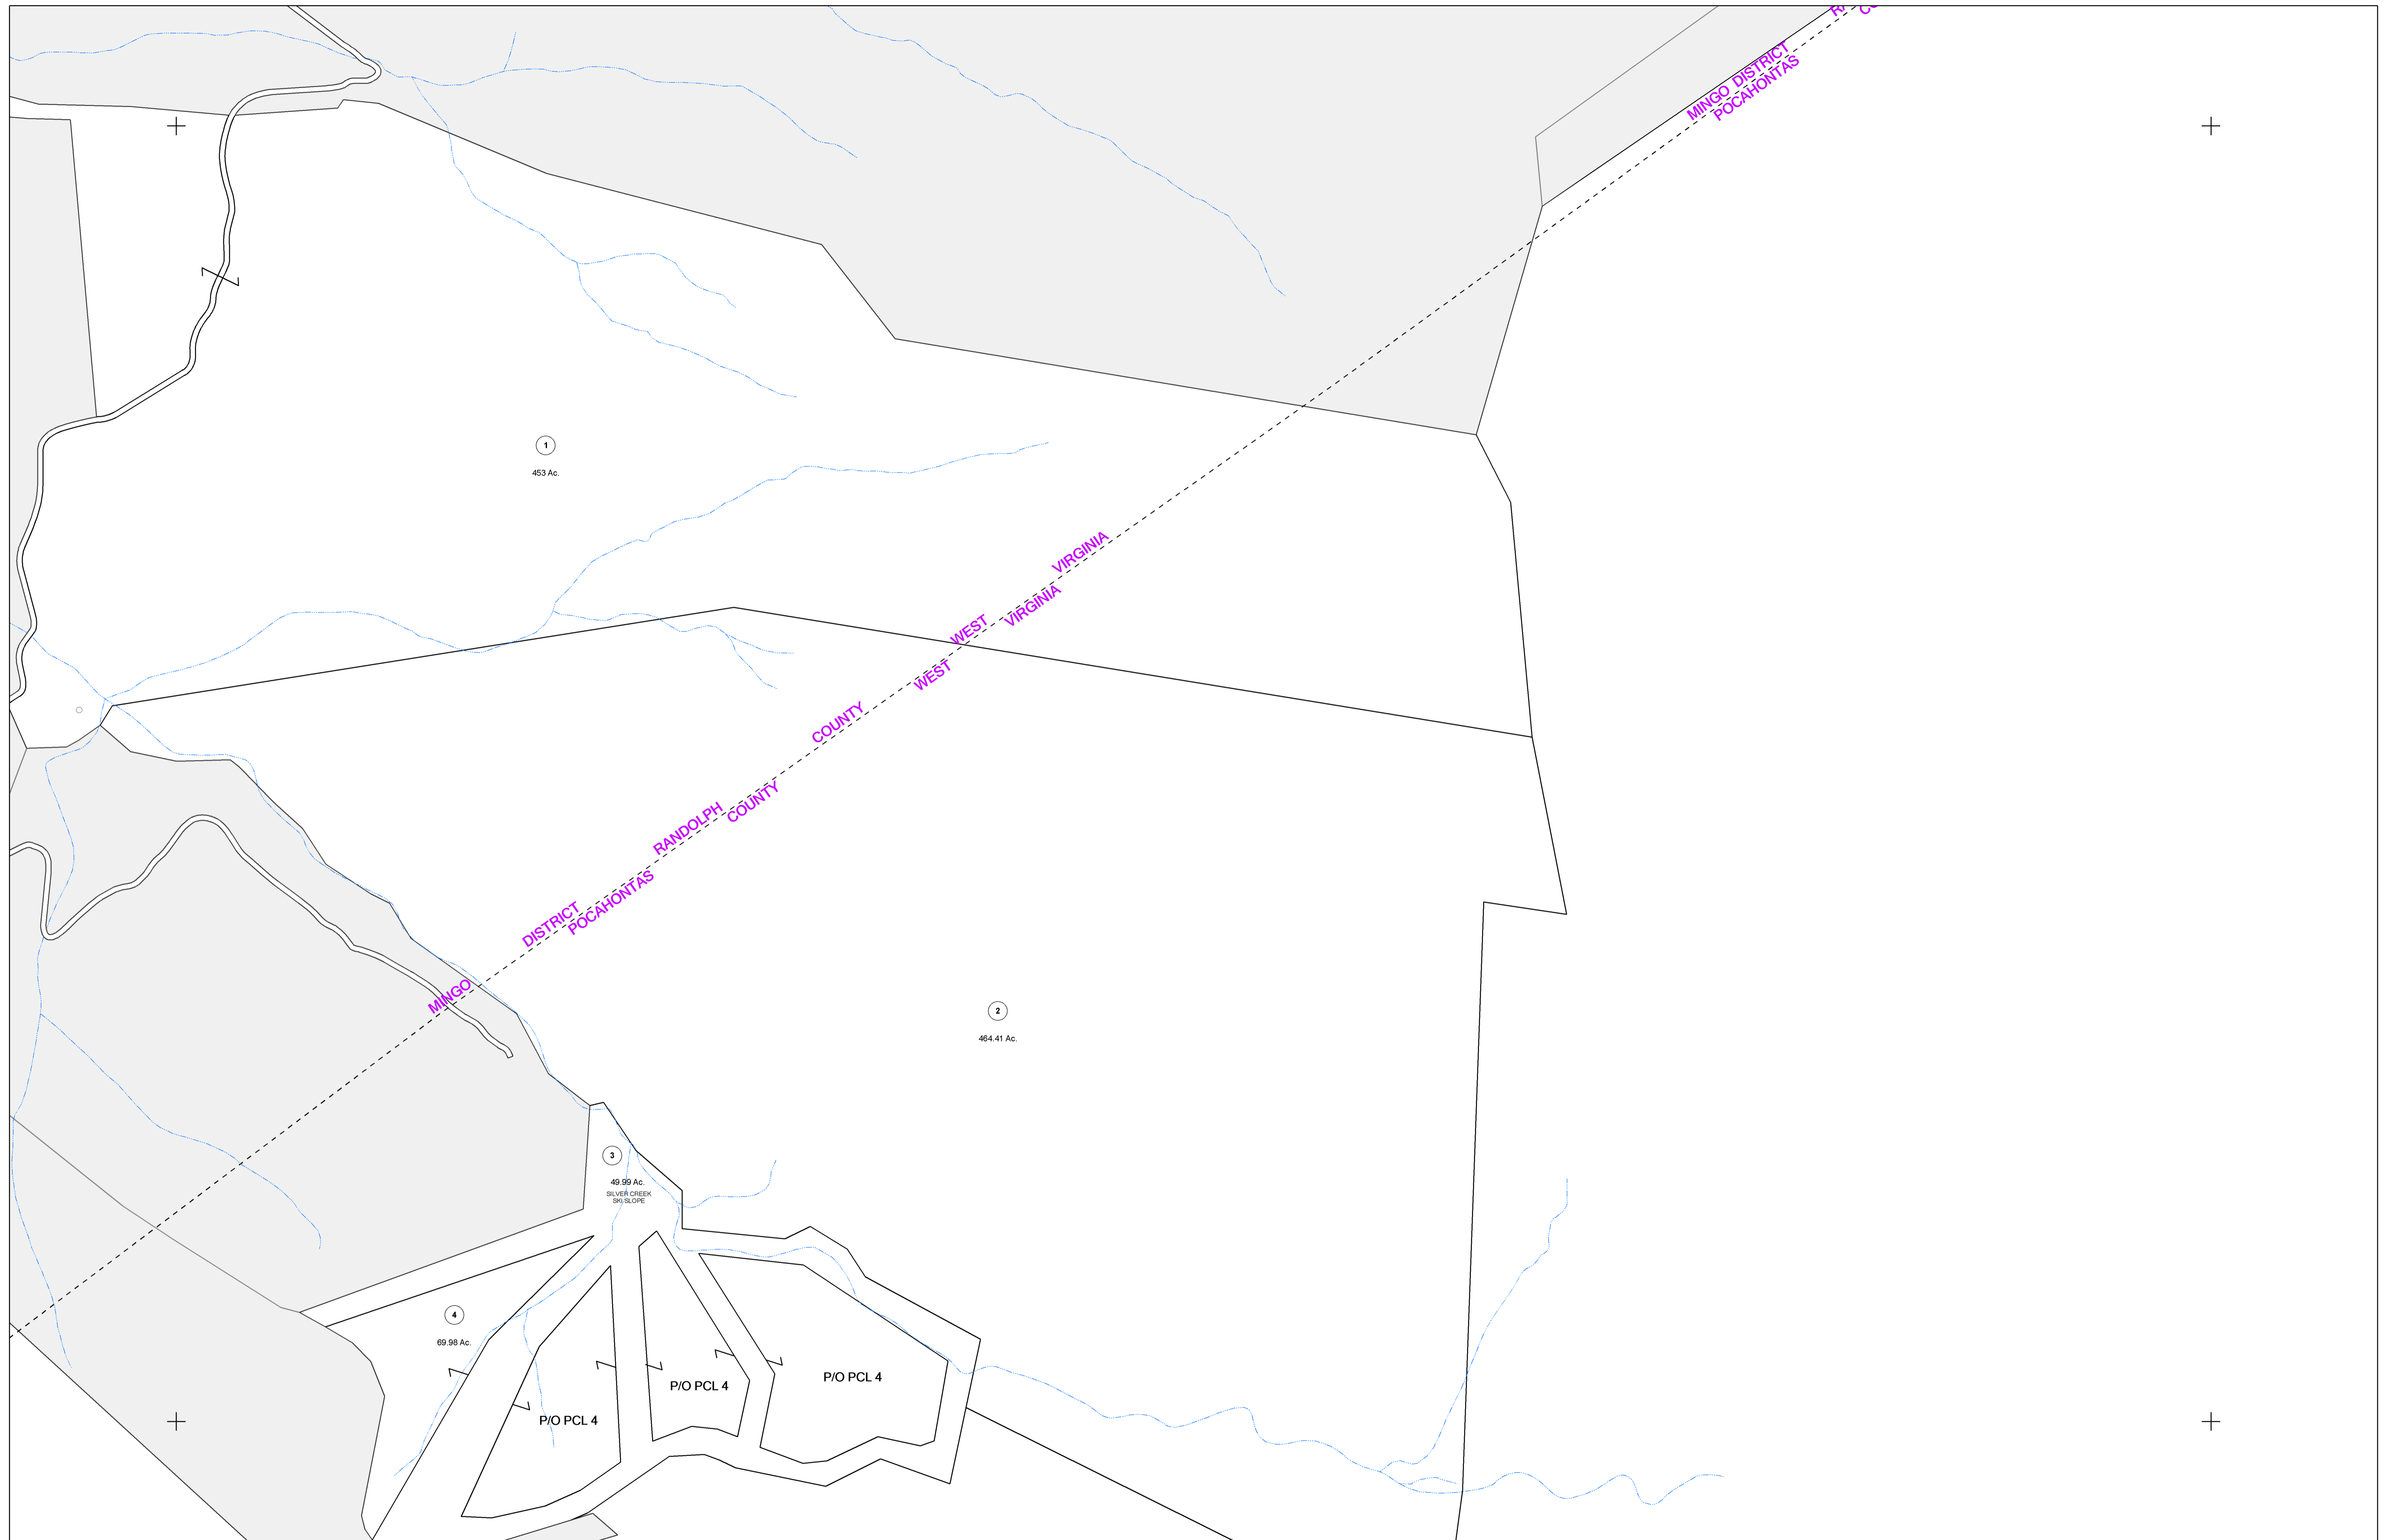 MINGO DISTRICT
POCAHONTAS
1
453 Ac.
MINGO DISTRICT RANDOLPH COUNTY WEST VIRGINIA
POCAHONTAS COUNTY WEST VIRGINIA
2
464.41 Ac.
3
49.99 Ac.
SILVER CREEK
SKI SLOPE
4
69.98 Ac.
P/O PCL 4
P/O PCL 4
P/O PCL 4